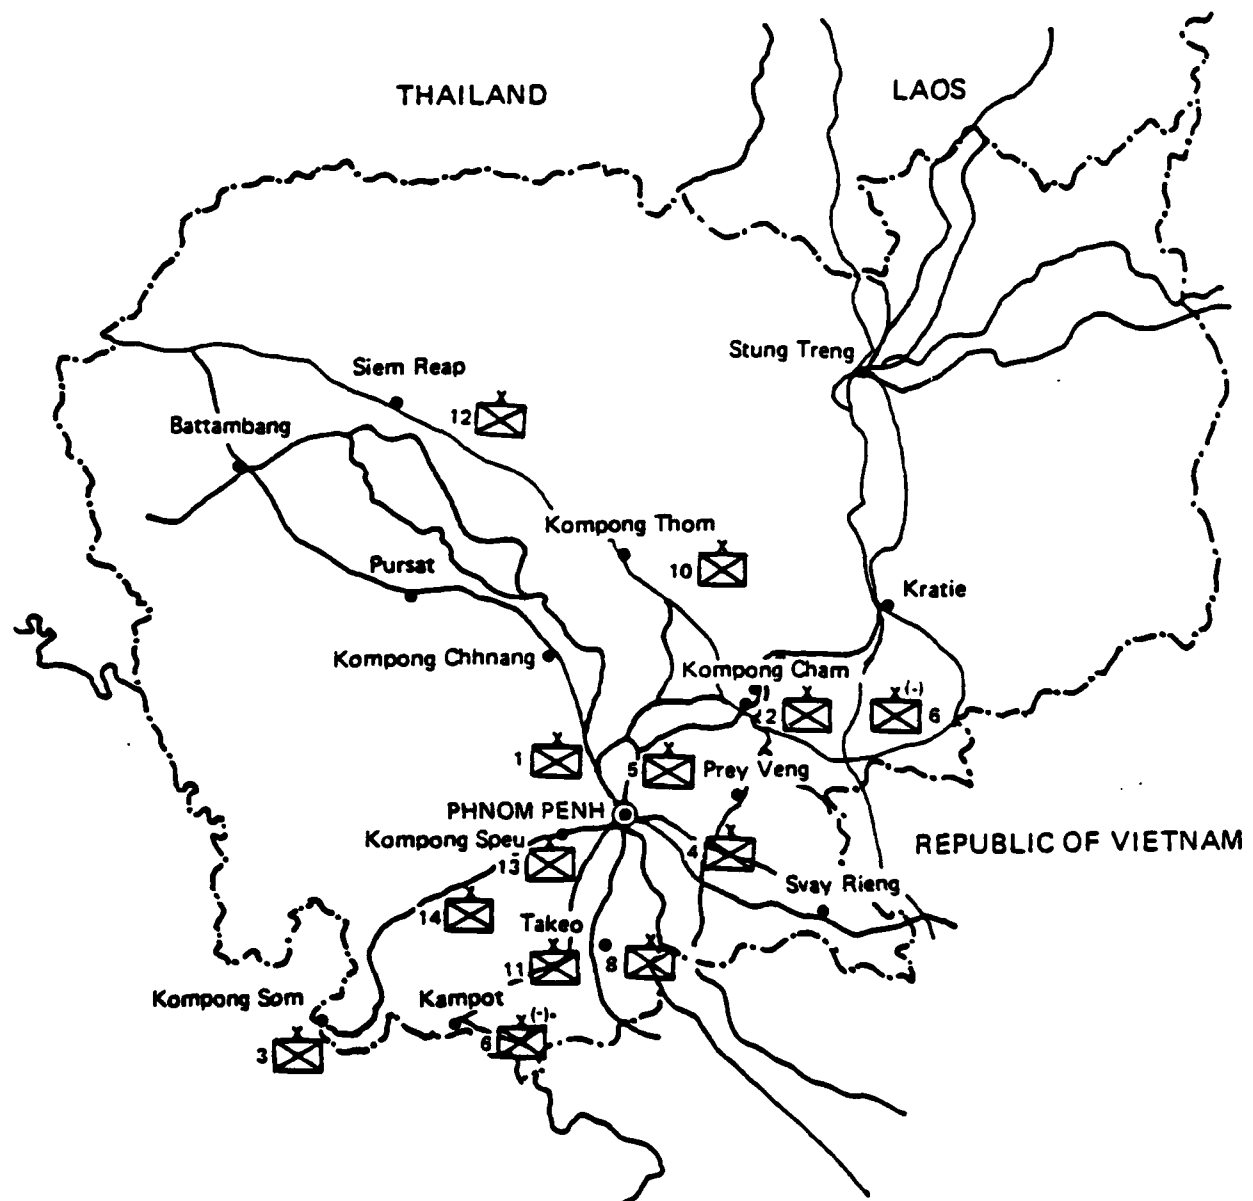 THAILAND
LAOS
Stung Treng
Siem Reap
12
Battambang
Kompong Thom
10
Pursat
Kratie
Kompong Chhnang
Kompong Cham
2
(-)
6
1
5
Prey Veng
PHNOM PENH
Kompong Speu
13
4
REPUBLIC OF VIETNAM
Svay Rieng
14
Takeo
11
8
Kompong Som
Kampot
3
6
(-)